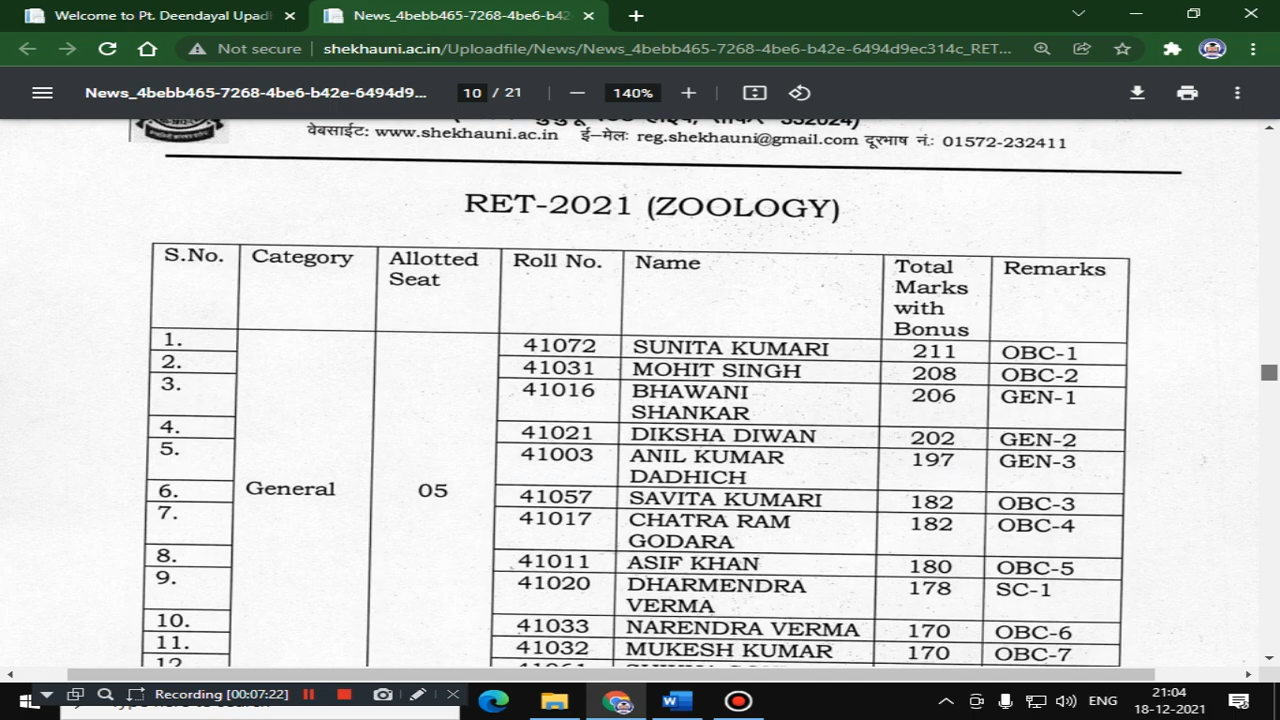 Welcome to Pt. Deendayal Upadh
News_4bebb465-7268-4be6-b42
Not secure
shekhauni.ac.in/Uploadfile/News/News_4bebb465-7268-4be6-b42e-6494d9ec314c_RET...
News_4bebb465-7268-4be6-b42e-6494d9...
10 / 21
140%
332024)
वेबसाईट: www.shekhauni.ac.in ई-मेल: reg.shekhauni@gmail.com दूरभाष नं.: 01572-232411
RET-2021 (ZOOLOGY)
S.No. Category Allotted Seat Roll No. Name Total Marks with Bonus Remarks
General 05
1. 41072 SUNITA KUMARI 211 OBC-1
2. 41031 MOHIT SINGH 208 OBC-2
3. 41016 BHAWANI SHANKAR 206 GEN-1
4. 41021 DIKSHA DIWAN 202 GEN-2
5. 41003 ANIL KUMAR DADHICH 197 GEN-3
6. 41057 SAVITA KUMARI 182 OBC-3
7. 41017 CHATRA RAM GODARA 182 OBC-4
8. 41011 ASIF KHAN 180 OBC-5
9. 41020 DHARMENDRA VERMA 178 SC-1
10. 41033 NARENDRA VERMA 170 OBC-6
11. 41032 MUKESH KUMAR 170 OBC-7
12
Recording [00:07:22]
ENG
21:04
18-12-2021